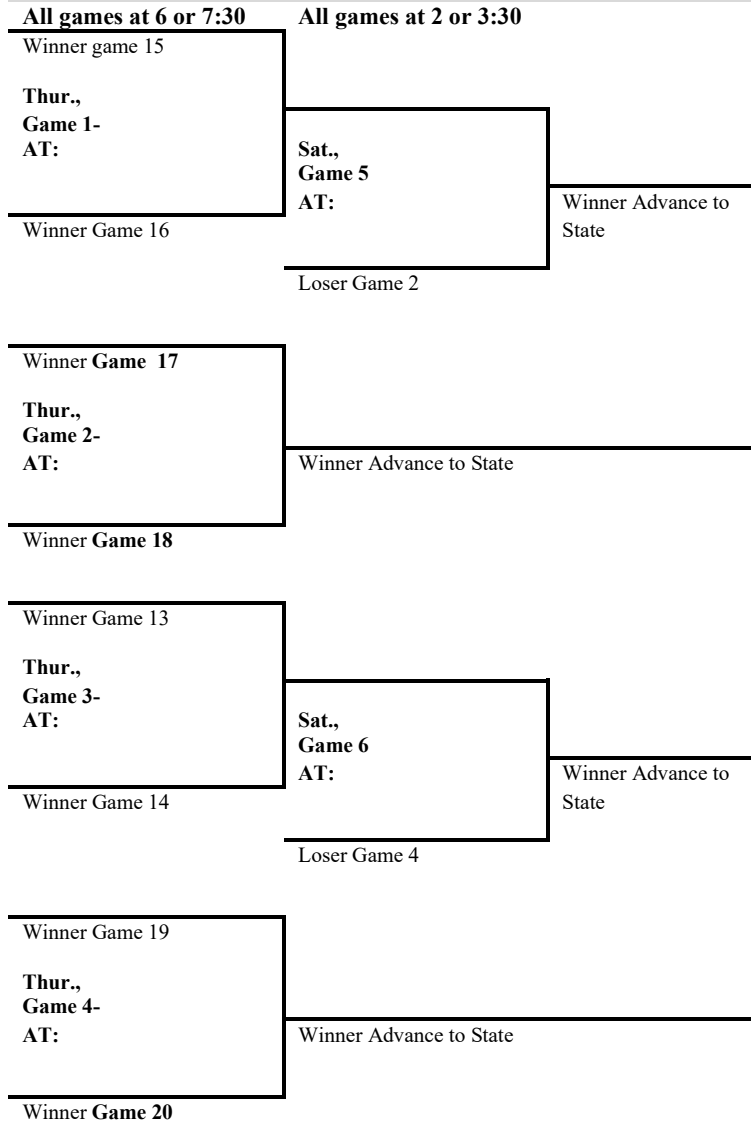 All games at 6 or 7:30    All games at 2 or 3:30
Winner game 15
Thur.,
Game 1-
AT:
Sat.,
Game 5
AT:
Winner Advance to
State
Winner Game 16
Loser Game 2
Winner Game 17
Thur.,
Game 2-
AT:
Winner Advance to State
Winner Game 18
Winner Game 13
Thur.,
Game 3-
AT:
Sat.,
Game 6
AT:
Winner Advance to
State
Winner Game 14
Loser Game 4
Winner Game 19
Thur.,
Game 4-
AT:
Winner Advance to State
Winner Game 20